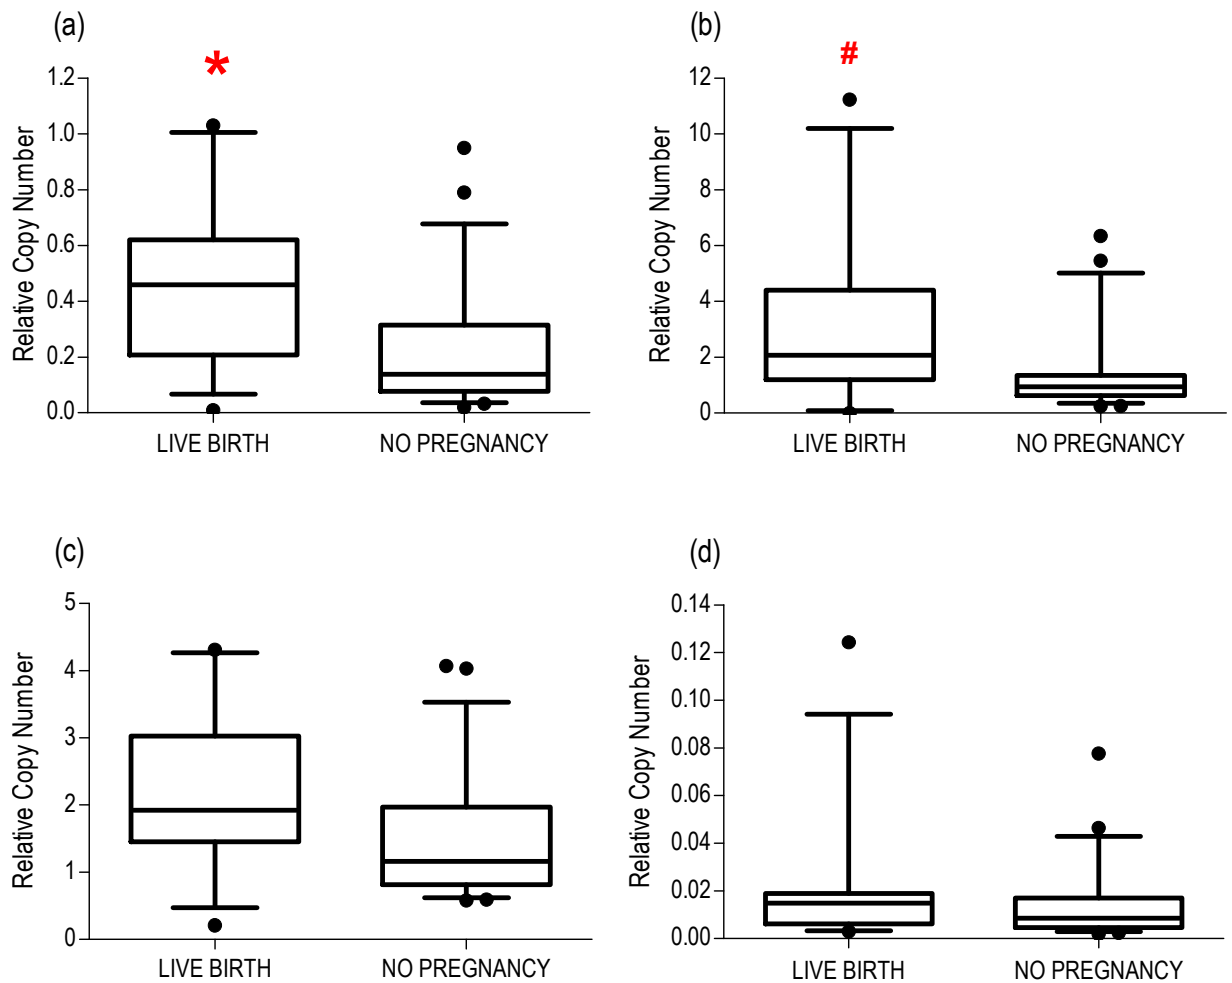 (a)
*
Relative Copy Number
1.2
1.0
0.8
0.6
0.4
0.2
0.0
LIVE BIRTH
NO PREGNANCY
(b)
#
Relative Copy Number
12
10
8
6
4
2
0
LIVE BIRTH
NO PREGNANCY
(c)
Relative Copy Number
5
4
3
2
1
0
LIVE BIRTH
NO PREGNANCY
(d)
Relative Copy Number
0.14
0.12
0.10
0.08
0.06
0.04
0.02
0.00
LIVE BIRTH
NO PREGNANCY